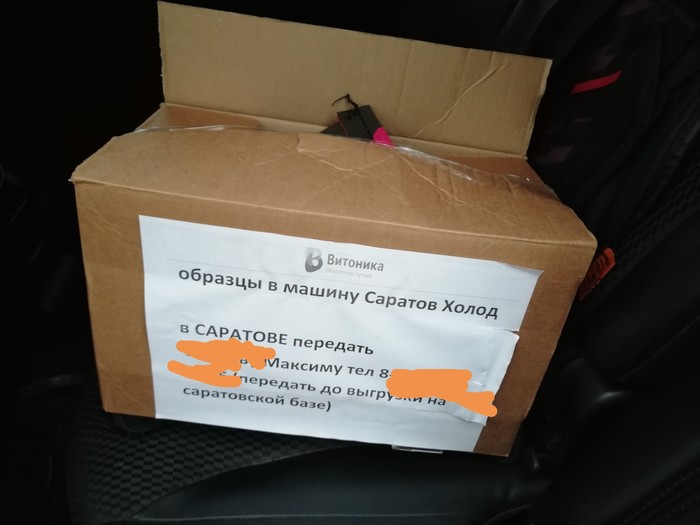 Витоника
образцы в машину Саратов Холод
в САРАТОВЕ передать
Максиму тел 8-
(передать до выгрузки на
саратовской базе)